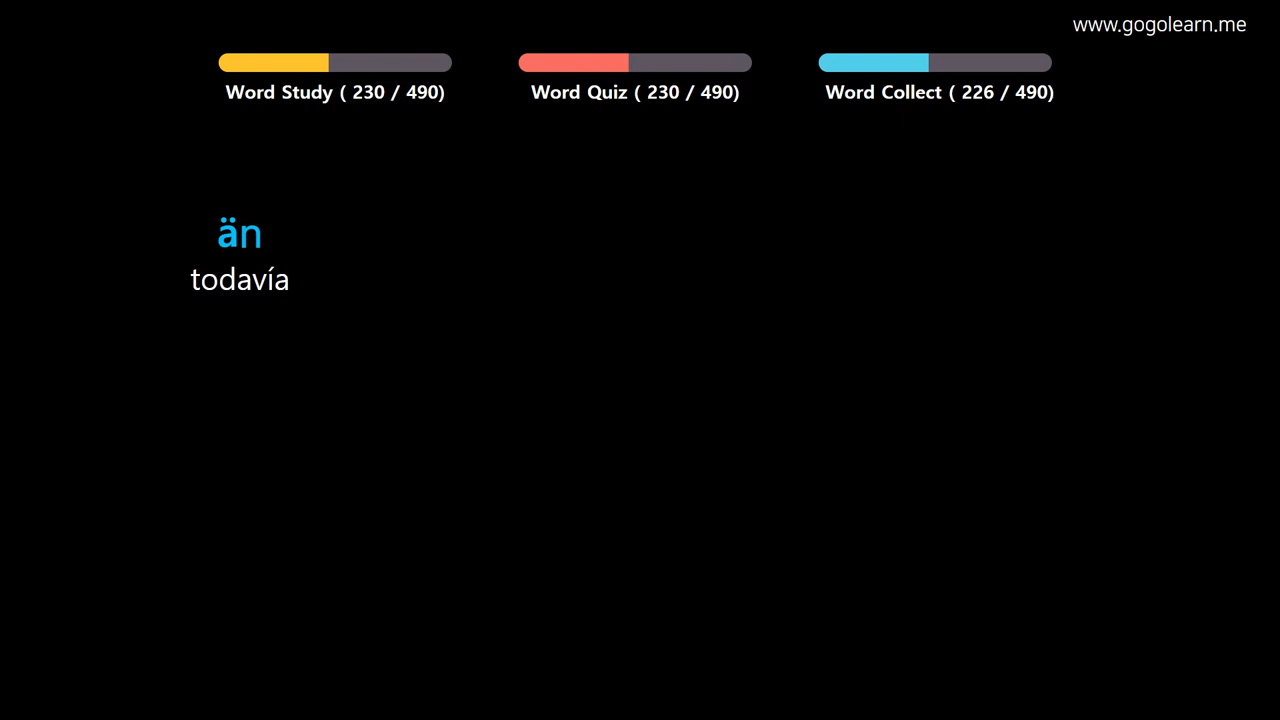 www.gogolearn.me
Word Study ( 230 / 490)
Word Quiz ( 230 / 490)
Word Collect ( 226 / 490)
än
todavía